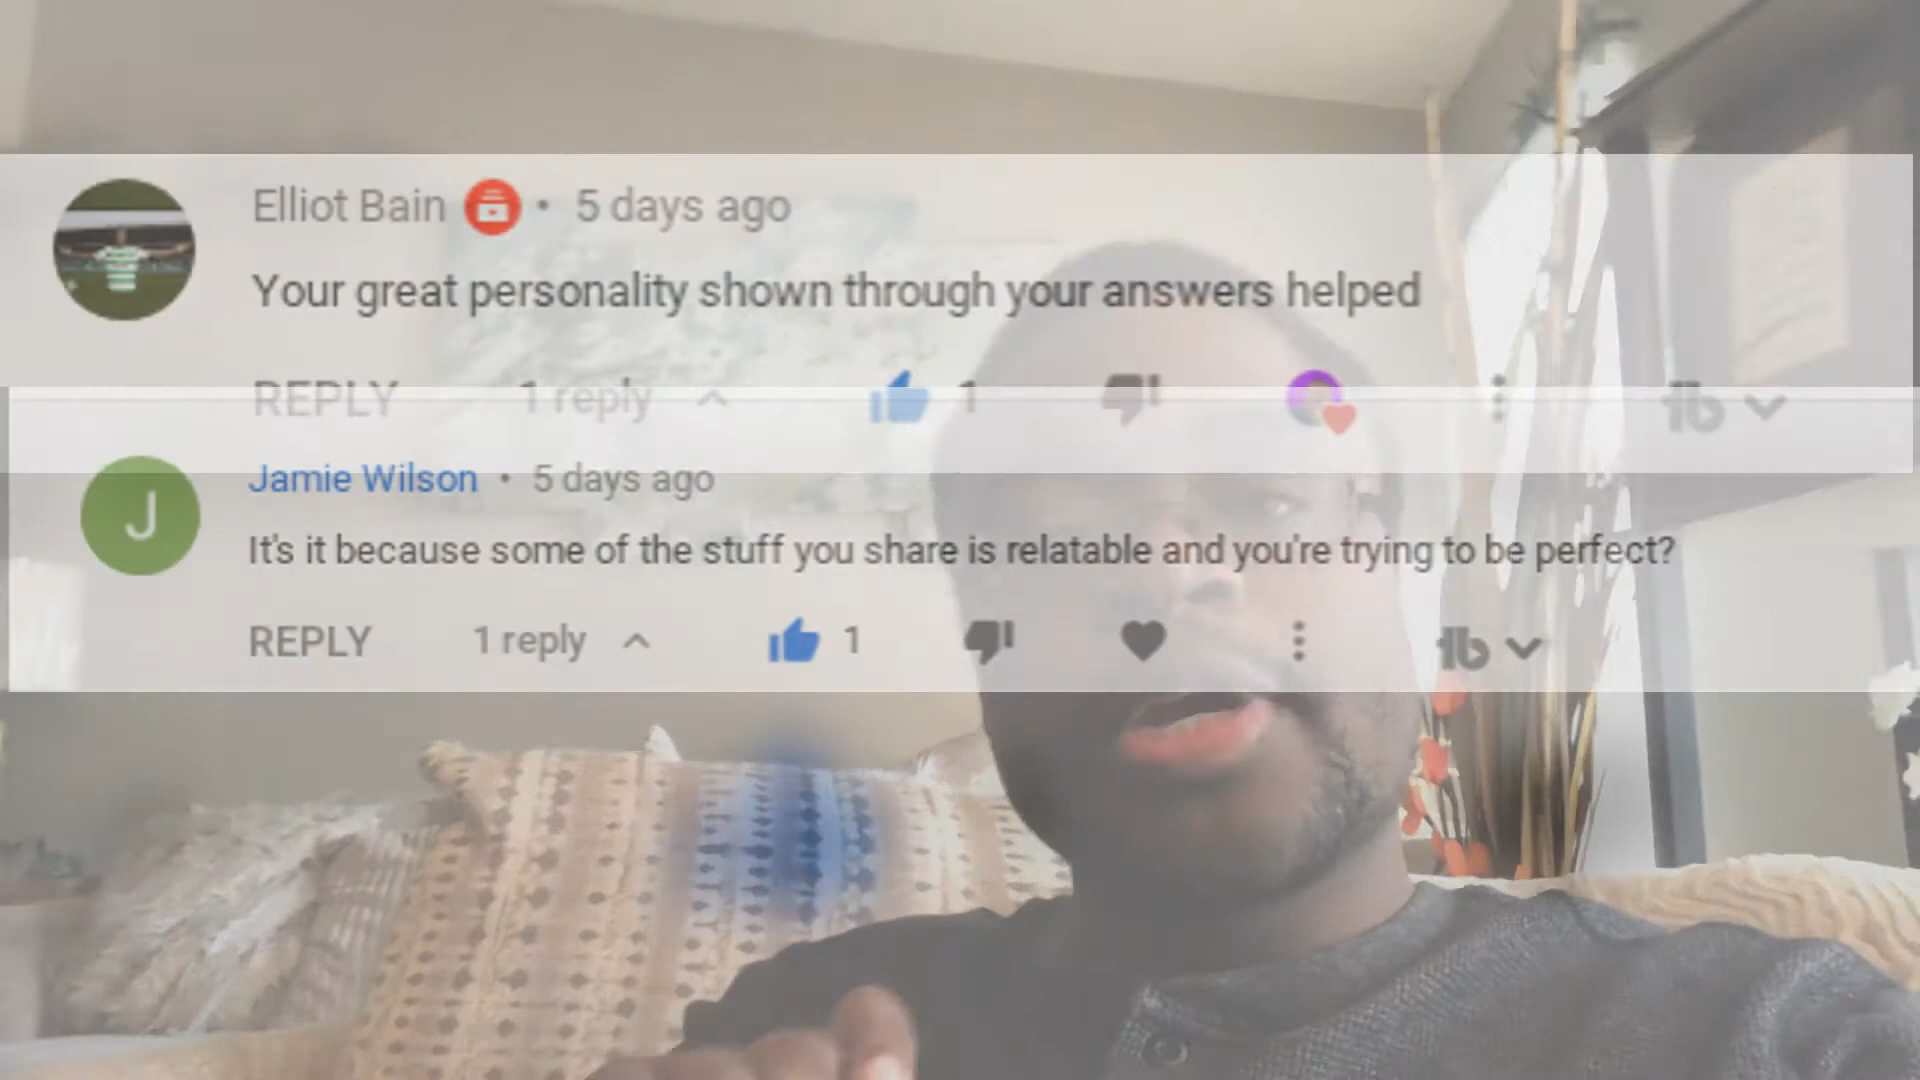 Elliot Bain • 5 days ago
Your great personality shown through your answers helped
REPLY 1 reply 1
J
Jamie Wilson • 5 days ago
It's it because some of the stuff you share is relatable and you're trying to be perfect?
REPLY 1 reply 1